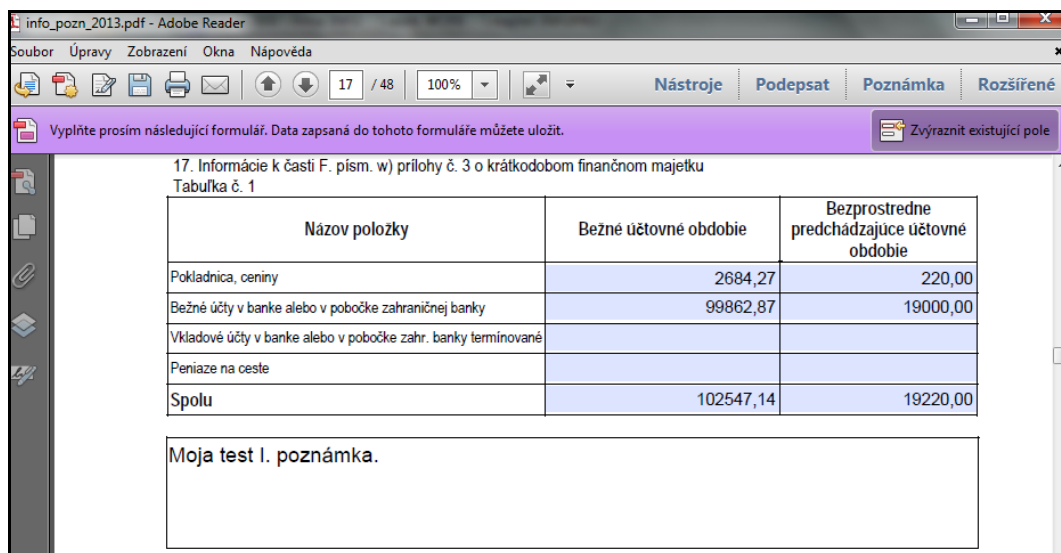 info_pozn_2013.pdf - Adobe Reader
Soubor Úpravy Zobrazení Okna Nápověda
17 / 48 100% Nástroje Podepsat Poznámka Rozšířené
Vyplňte prosím následující formulář. Data zapsaná do tohoto formuláře můžete uložit. Zvýraznit existující pole
17. Informácie k časti F. písm. w) prílohy č. 3 o krátkodobom finančnom majetku
Tabuľka č. 1
Názov položky Bežné účtovné obdobie Bezprostredne
predchádzajúce účtovné
obdobie
Pokladnica, ceniny 2684,27 220,00
Bežné účty v banke alebo v pobočke zahraničnej banky 99862,87 19000,00
Vkladové účty v banke alebo v pobočke zahr. banky termínované
Peniaze na ceste
Spolu 102547,14 19220,00
Moja test I. poznámka.